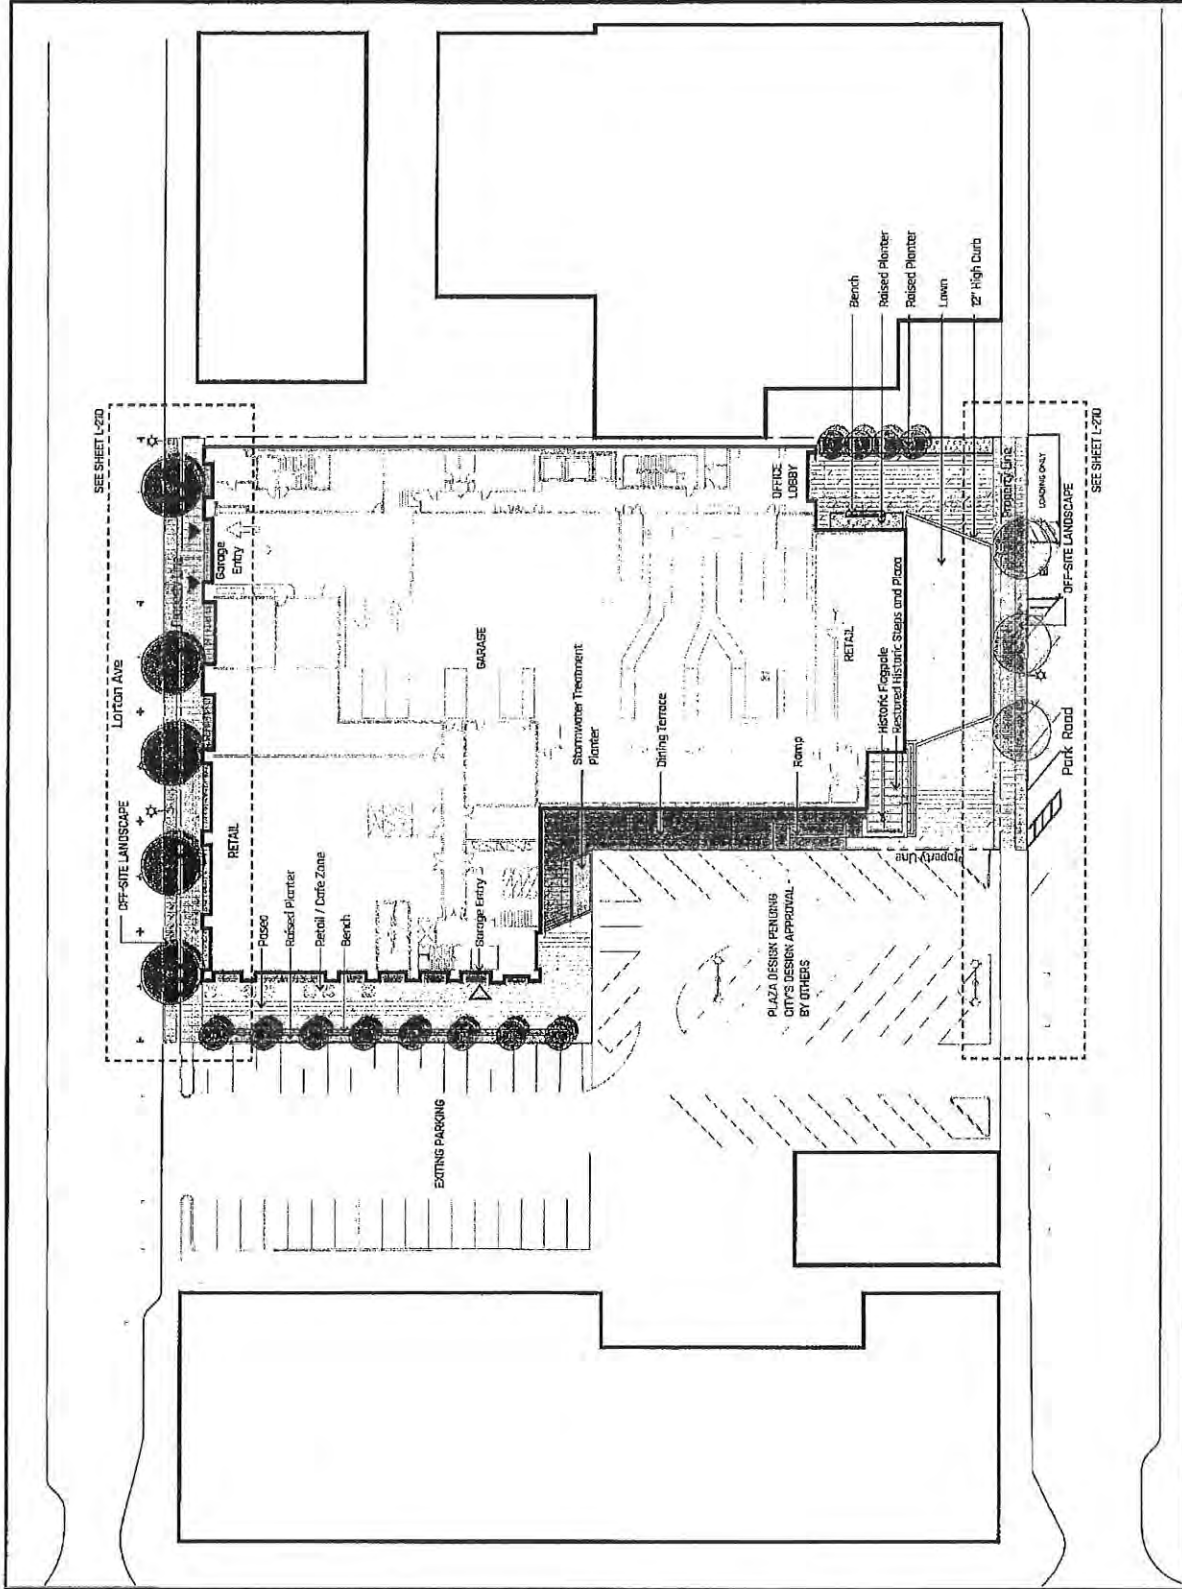 SEE SHEET L-210
Lorton Ave
OFF-SITE LANDSCAPE
Garage
Entry
RETAIL
Paseo
Raised Planter
Retail / Cafe Zone
Bench
EXITING PARKING
Garage Entry
GARAGE
Stormwater Treatment
Planter
Dining Terrace
PLAZA DESIGN PENDING
CITY'S DESIGN APPROVAL
BY OTHERS
Ramp
OFFICE
LOBBY
RETAIL
Historic Flagpole
Restored Historic Steps and Plaza
Bench
Raised Planter
Raised Planter
Lawn
12" High Curb
Property Line
Property Line
LOADING ONLY
Park Road
OFF-SITE LANDSCAPE
SEE SHEET L-210